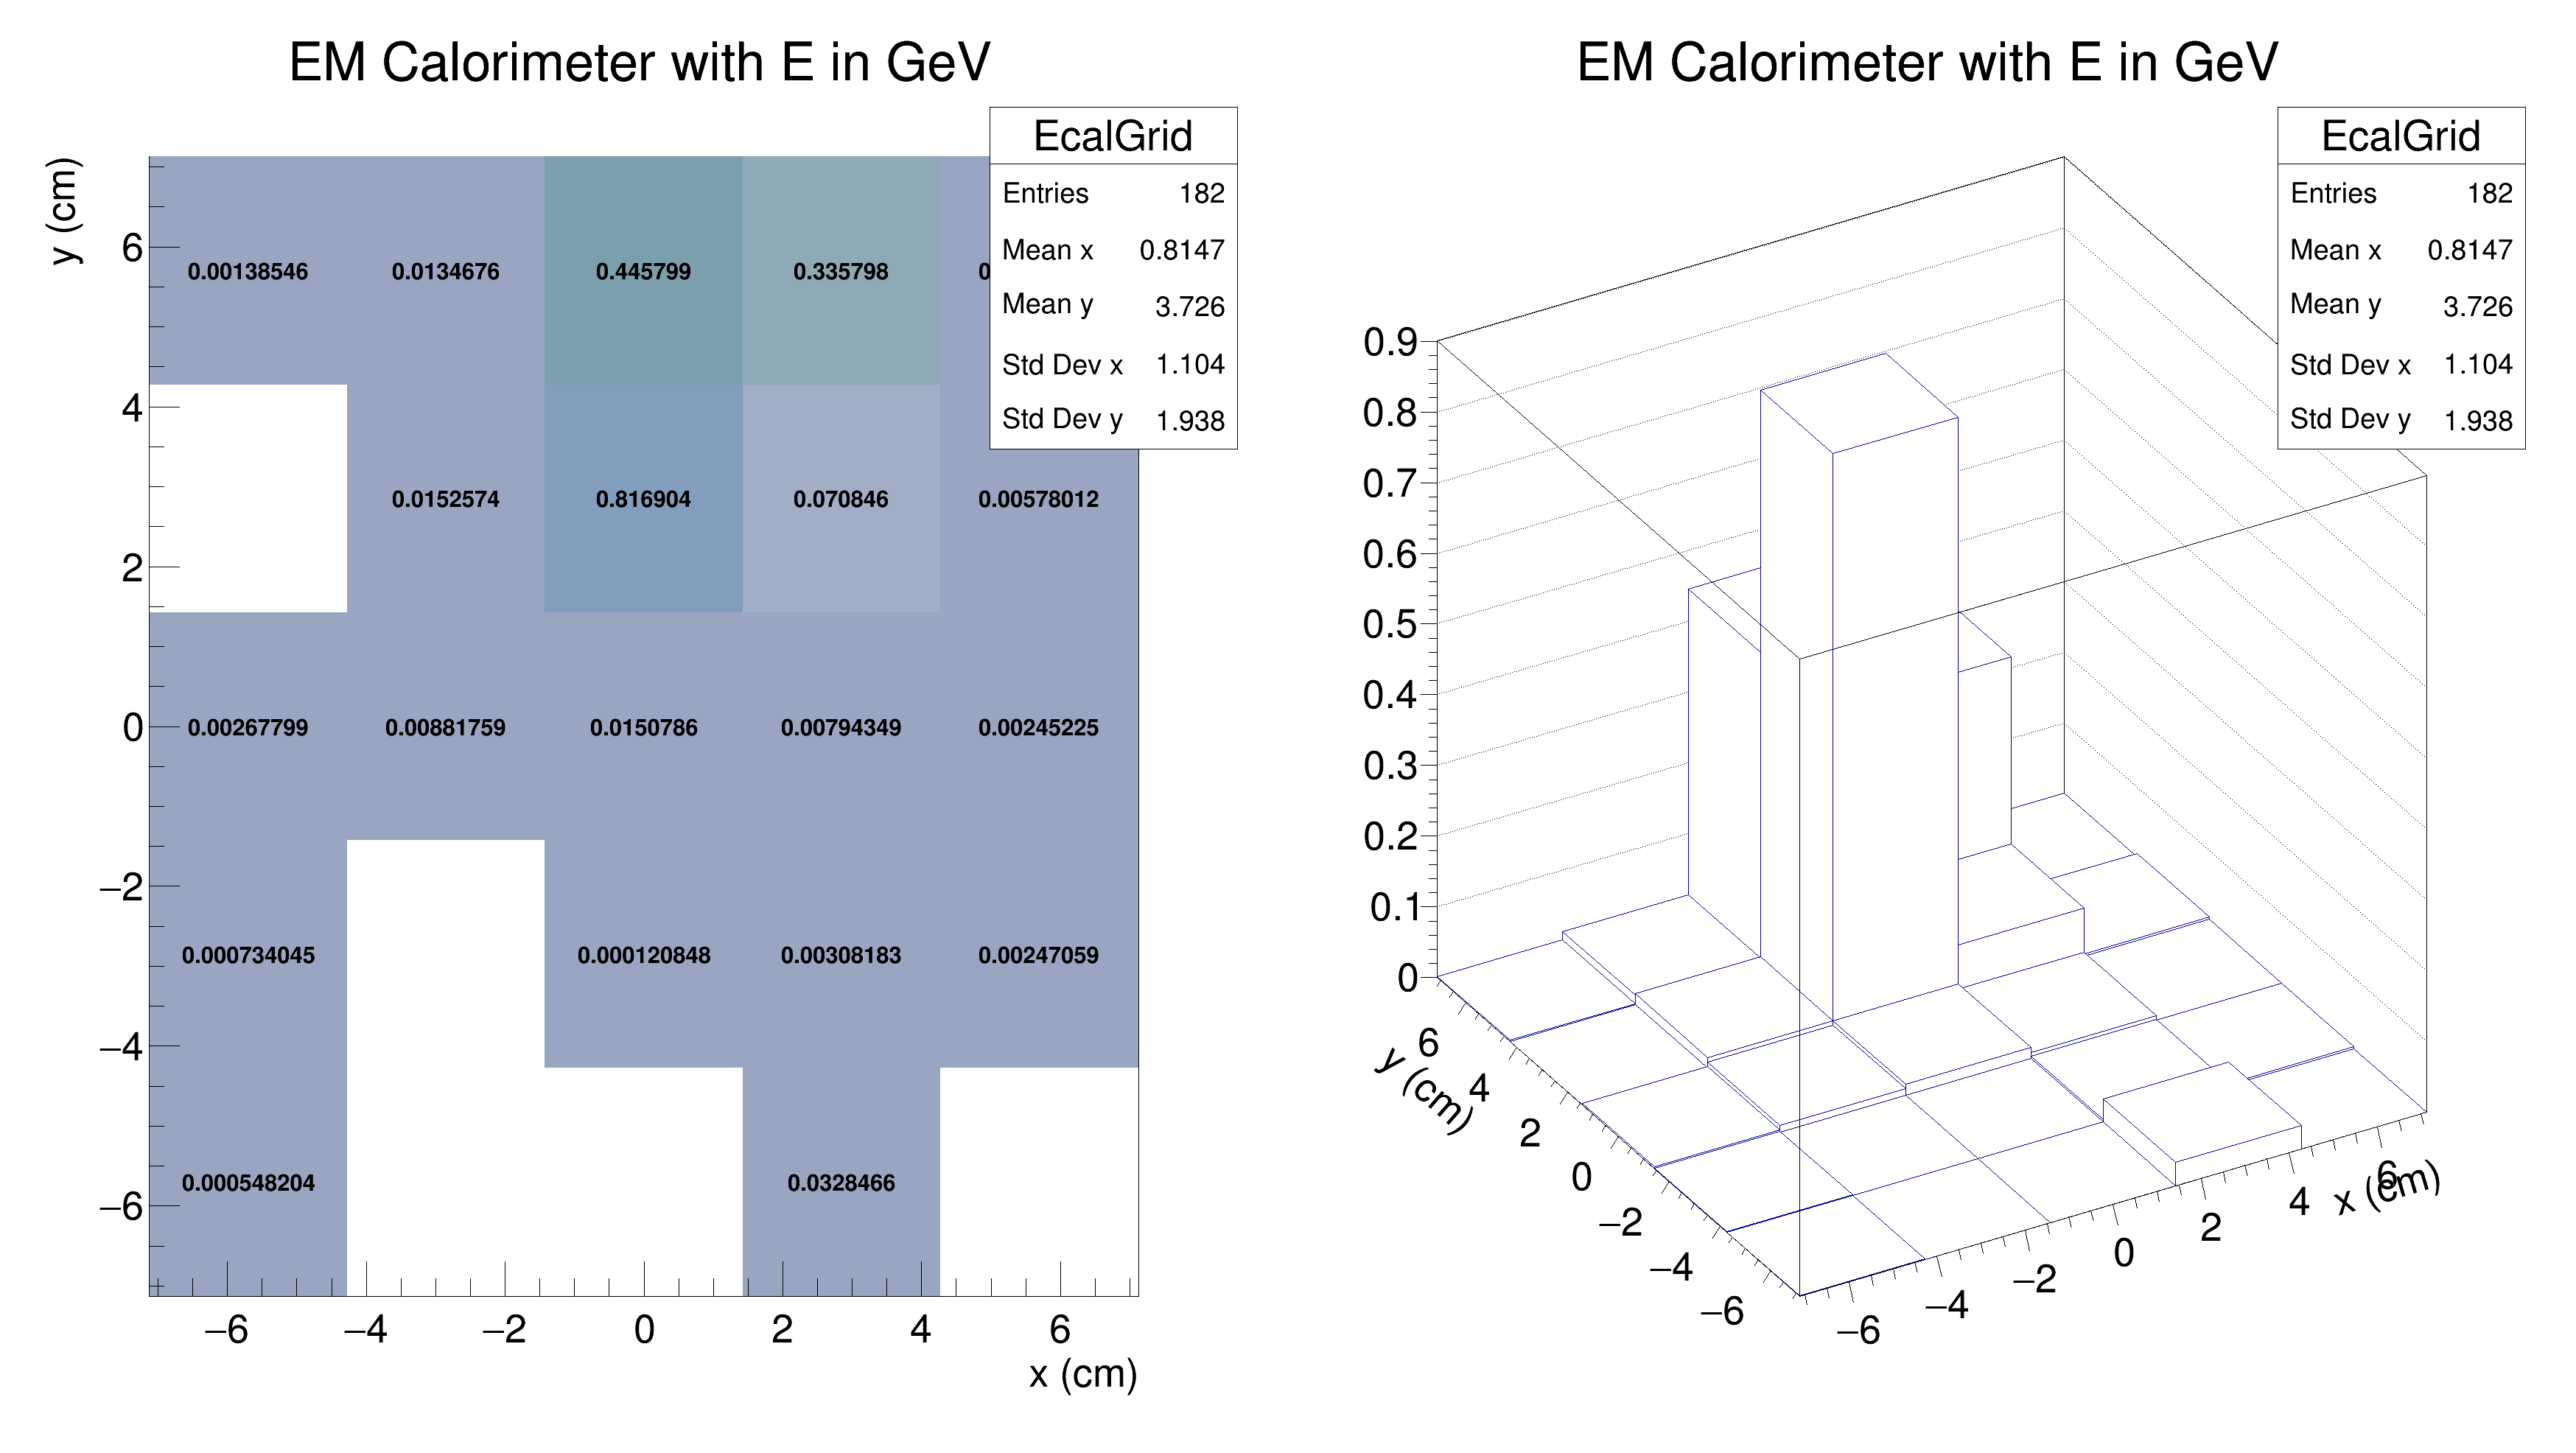 EM Calorimeter with E in GeV
y (cm)
EcalGrid
Entries 182
Mean x 0.8147
Mean y 3.726
Std Dev x 1.104
Std Dev y 1.938
6
4
2
0
−2
−4
−6
0.00138546 0.0134676 0.445799 0.335798
0.0152574 0.816904 0.070846 0.00578012
0.00267799 0.00881759 0.0150786 0.00794349 0.00245225
0.000734045 0.000120848 0.00308183 0.00247059
0.000548204 0.0328466
−6 −4 −2 0 2 4 6
x (cm)
EM Calorimeter with E in GeV
EcalGrid
Entries 182
Mean x 0.8147
Mean y 3.726
Std Dev x 1.104
Std Dev y 1.938
0.9
0.8
0.7
0.6
0.5
0.4
0.3
0.2
0.1
0
6
4
2
0
−2
−4
−6
y (cm)
−6 −4 −2 0 2 4 6
x (cm)